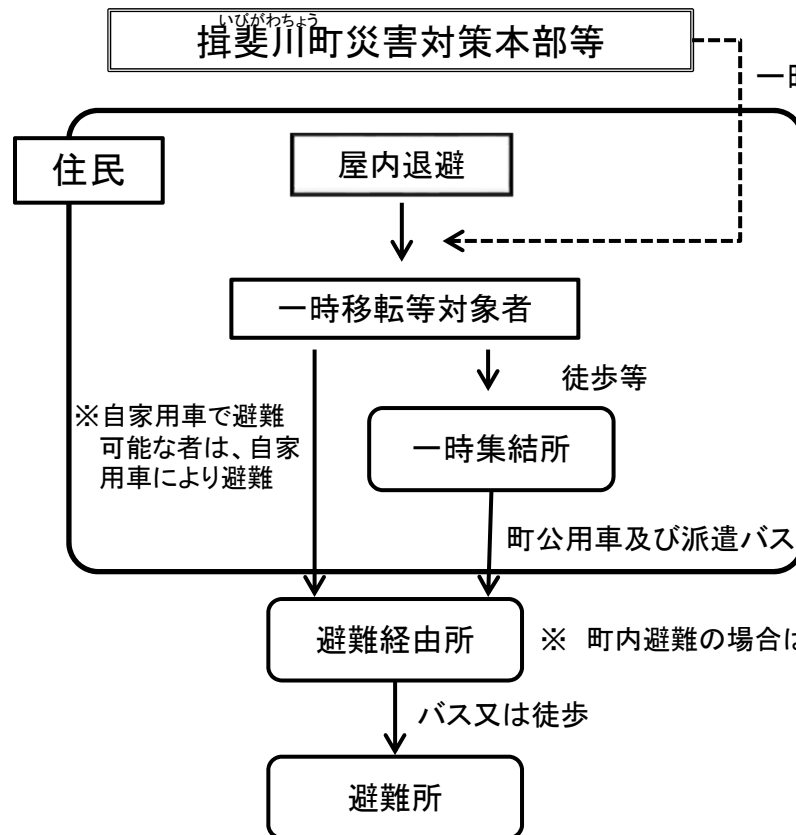 いびがわちょう
揖斐川町災害対策本部等
一時
住民
屋内退避
一時移転等対象者
徒歩等
※自家用車で避難
可能な者は、自家
用車により避難
一時集結所
町公用車及び派遣バス
避難経由所
※ 町内避難の場合は
バス又は徒歩
避難所